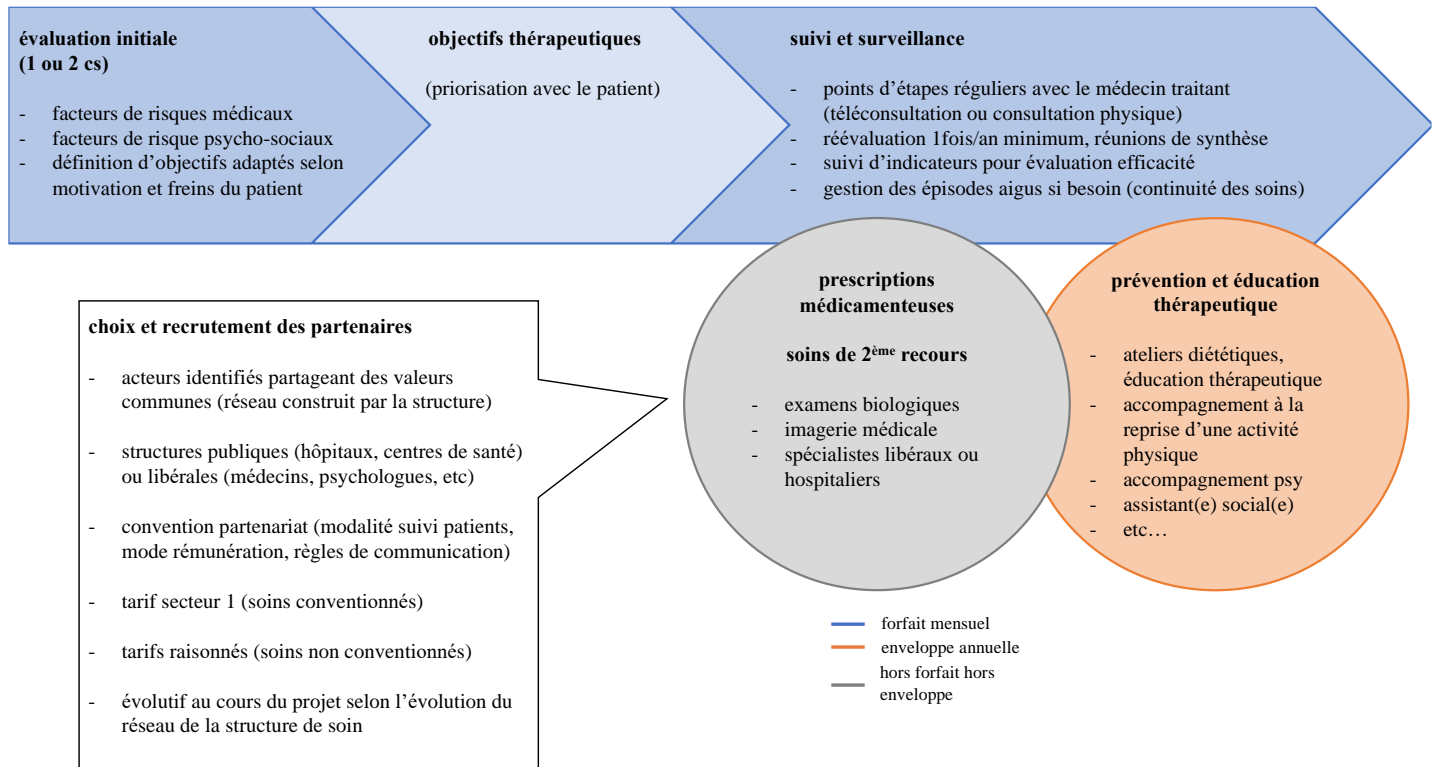 évaluation initiale
(1 ou 2 cs)
- facteurs de risques médicaux
- facteurs de risque psycho-sociaux
- définition d’objectifs adaptés selon
motivation et freins du patient
objectifs thérapeutiques
(priorisation avec le patient)
suivi et surveillance
- points d’étapes réguliers avec le médecin traitant
(téléconsultation ou consultation physique)
- réévaluation 1fois/an minimum, réunions de synthèse
- suivi d’indicateurs pour évaluation efficacité
- gestion des épisodes aigus si besoin (continuité des soins)
choix et recrutement des partenaires
- acteurs identifiés partageant des valeurs
communes (réseau construit par la structure)
- structures publiques (hôpitaux, centres de santé)
ou libérales (médecins, psychologues, etc)
- convention partenariat (modalité suivi patients,
mode rémunération, règles de communication)
- tarif secteur 1 (soins conventionnés)
- tarifs raisonnés (soins non conventionnés)
- évolutif au cours du projet selon l’évolution du
réseau de la structure de soin
prescriptions
médicamenteuses
soins de 2ème recours
- examens biologiques
- imagerie médicale
- spécialistes libéraux ou
hospitaliers
prévention et éducation
thérapeutique
- ateliers diététiques,
éducation thérapeutique
- accompagnement à la
reprise d’une activité
physique
- accompagnement psy
- assistant(e) social(e)
- etc…
forfait mensuel
enveloppe annuelle
hors forfait hors
enveloppe